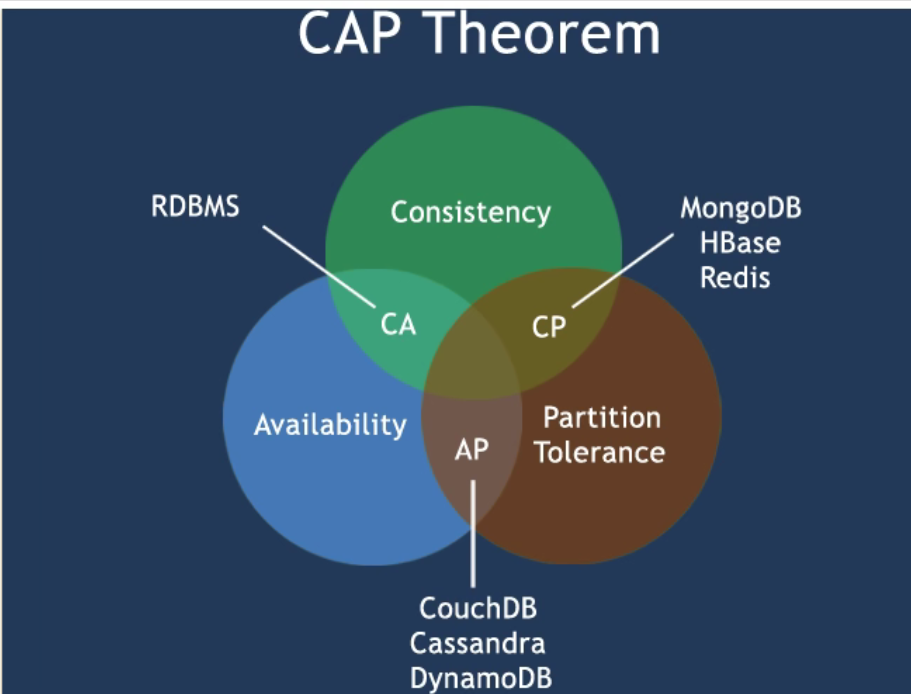 CAP Theorem
RDBMS
Consistency
MongoDB
HBase
Redis
CA
CP
Availability
Partition
Tolerance
AP
CouchDB
Cassandra
DynamoDB